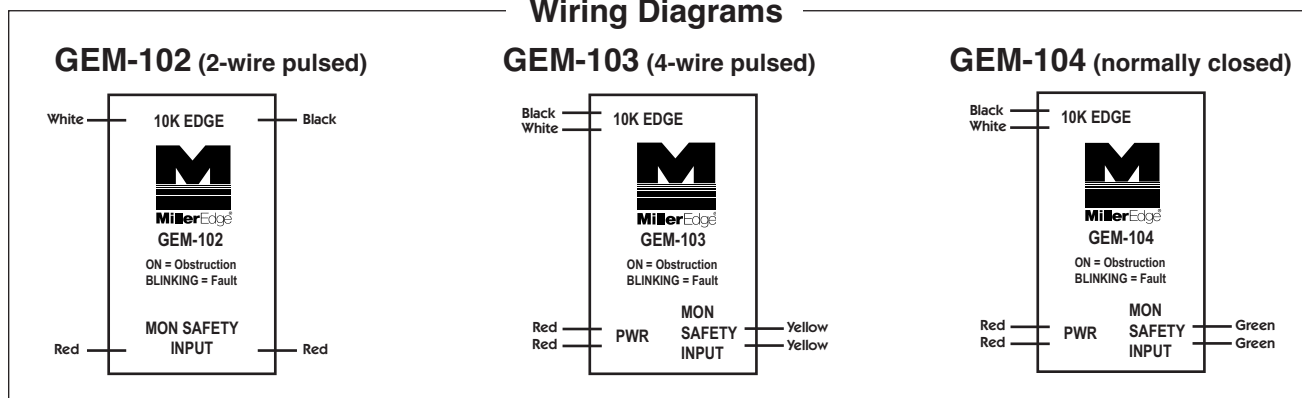 Wiring Diagrams
GEM-102 (2-wire pulsed)
White
10K EDGE
Black
M
MillerEdge®
GEM-102
ON = Obstruction
BLINKING = Fault
MON SAFETY
INPUT
Red
Red
GEM-103 (4-wire pulsed)
Black
White
10K EDGE
M
MillerEdge®
GEM-103
ON = Obstruction
BLINKING = Fault
Red
Red
PWR
MON
SAFETY
INPUT
Yellow
Yellow
GEM-104 (normally closed)
Black
White
10K EDGE
M
MillerEdge®
GEM-104
ON = Obstruction
BLINKING = Fault
Red
Red
PWR
MON
SAFETY
INPUT
Green
Green